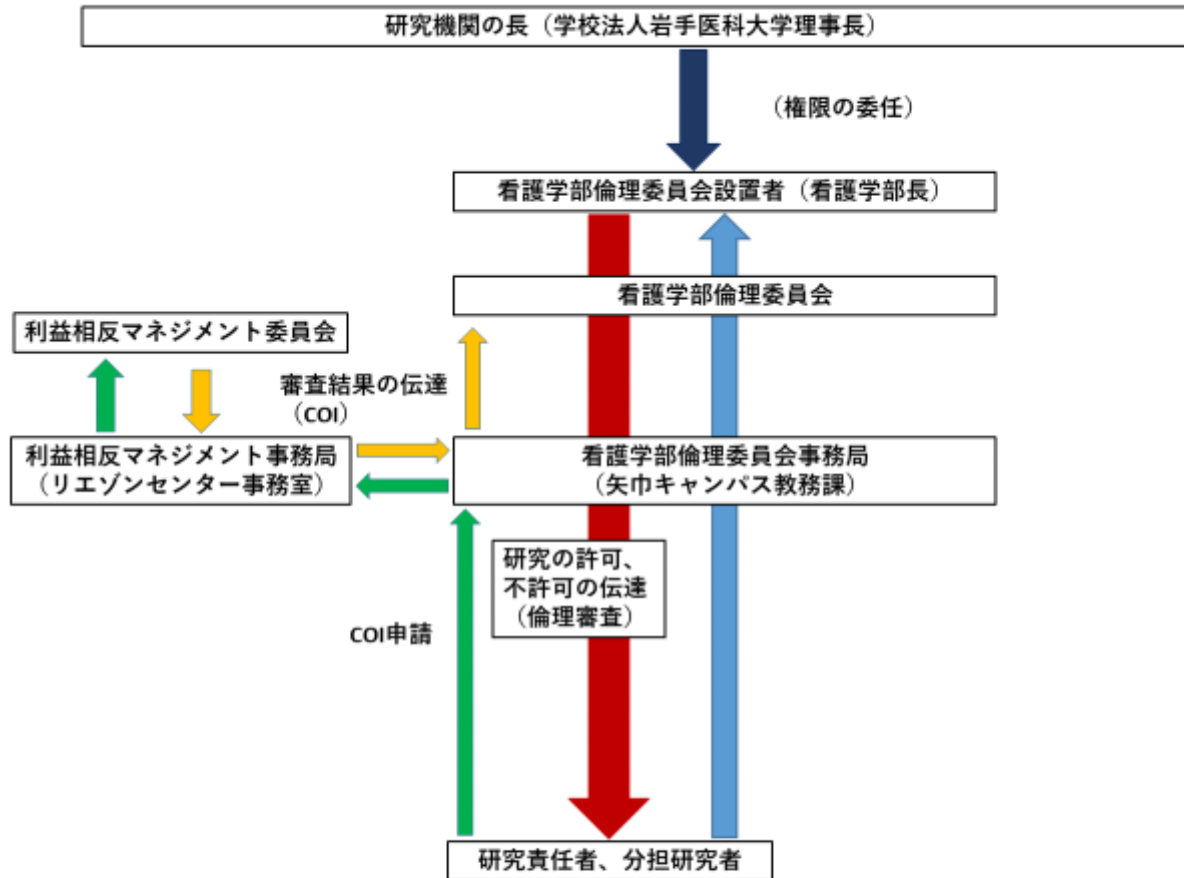 研究機関の長（学校法人岩手医科大学理事長）
（権限の委任）
看護学部倫理委員会設置者（看護学部長）
看護学部倫理委員会
利益相反マネジメント委員会
審査結果の伝達
（COI）
利益相反マネジメント事務局
（リエゾンセンター事務室）
看護学部倫理委員会事務局
（矢巾キャンパス教務課）
研究の許可、
不許可の伝達
（倫理審査）
COI申請
研究責任者、分担研究者